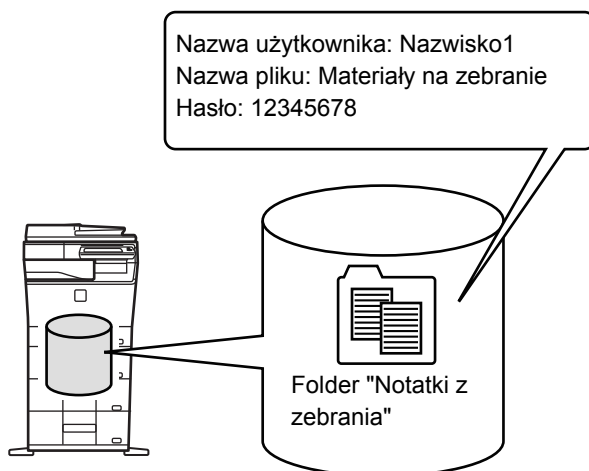 Nazwa użytkownika: Nazwisko1
Nazwa pliku: Materiały na zebranie
Hasło: 12345678
Folder "Notatki z
zebrania"